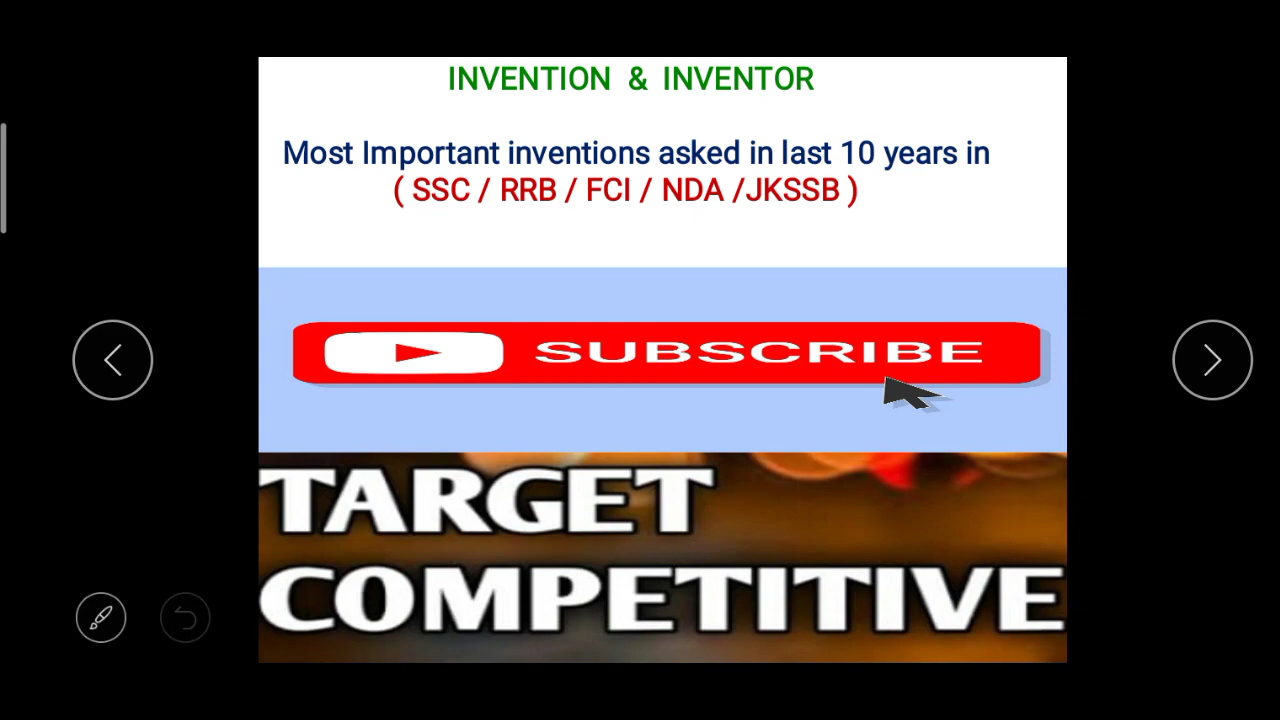 INVENTION & INVENTOR
Most Important inventions asked in last 10 years in
( SSC / RRB / FCI / NDA /JKSSB )
SUBSCRIBE
TARGET
COMPETITIVE